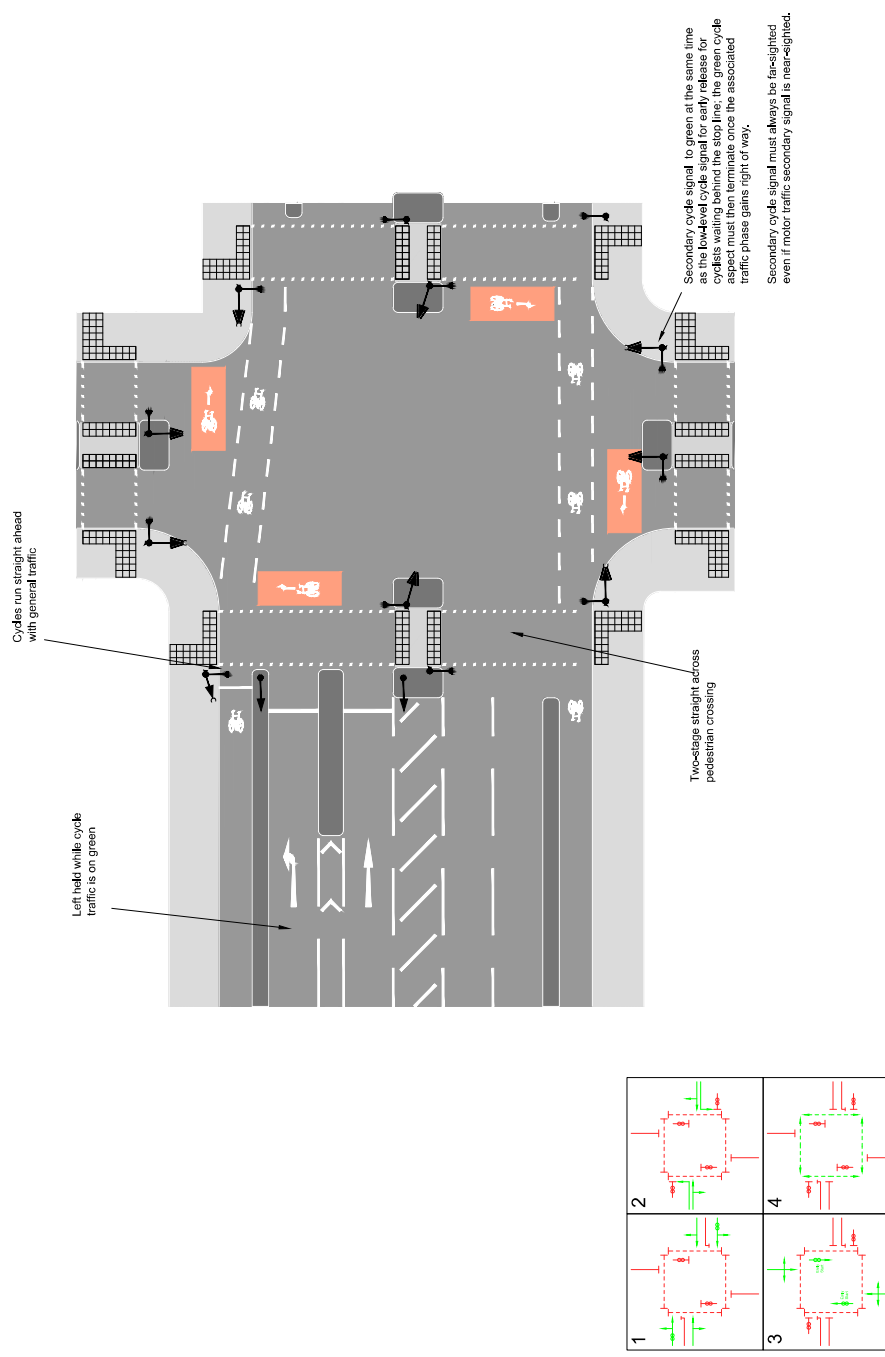 Secondary cycle signal to green at the same time
as the low-level cycle signal for early release for
cyclists waiting behind the stop line; the green cycle
aspect must then terminate once the associated
traffic phase gains right of way.
Secondary cycle signal must always be far-sighted
even if motor traffic secondary signal is near-sighted.
Cycles run straight ahead
with general traffic
Two-stage straight across
pedestrian crossing
Left held while cycle
traffic is on green
1
2
3
4